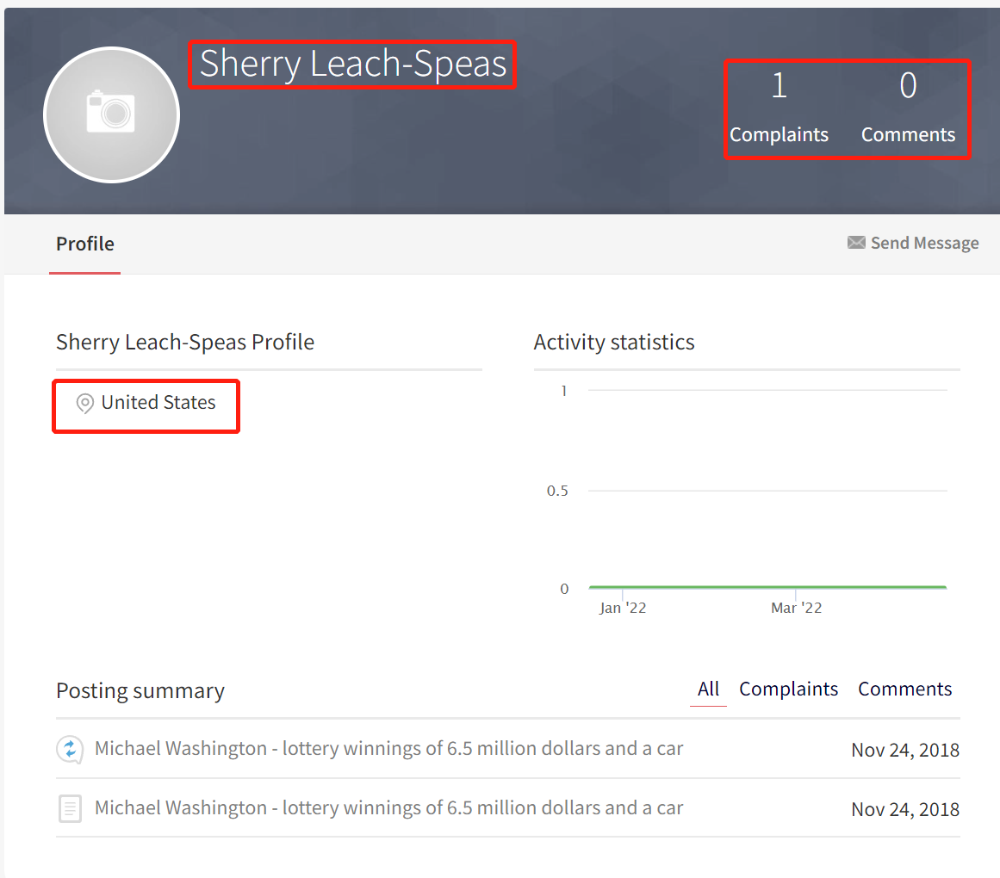 Sherry Leach-Speas
1 0
Complaints Comments
Profile Send Message
Sherry Leach-Speas Profile
United States
Activity statistics
1
0.5
0
Jan '22 Mar '22
Posting summary All Complaints Comments
Michael Washington - lottery winnings of 6.5 million dollars and a car Nov 24, 2018
Michael Washington - lottery winnings of 6.5 million dollars and a car Nov 24, 2018